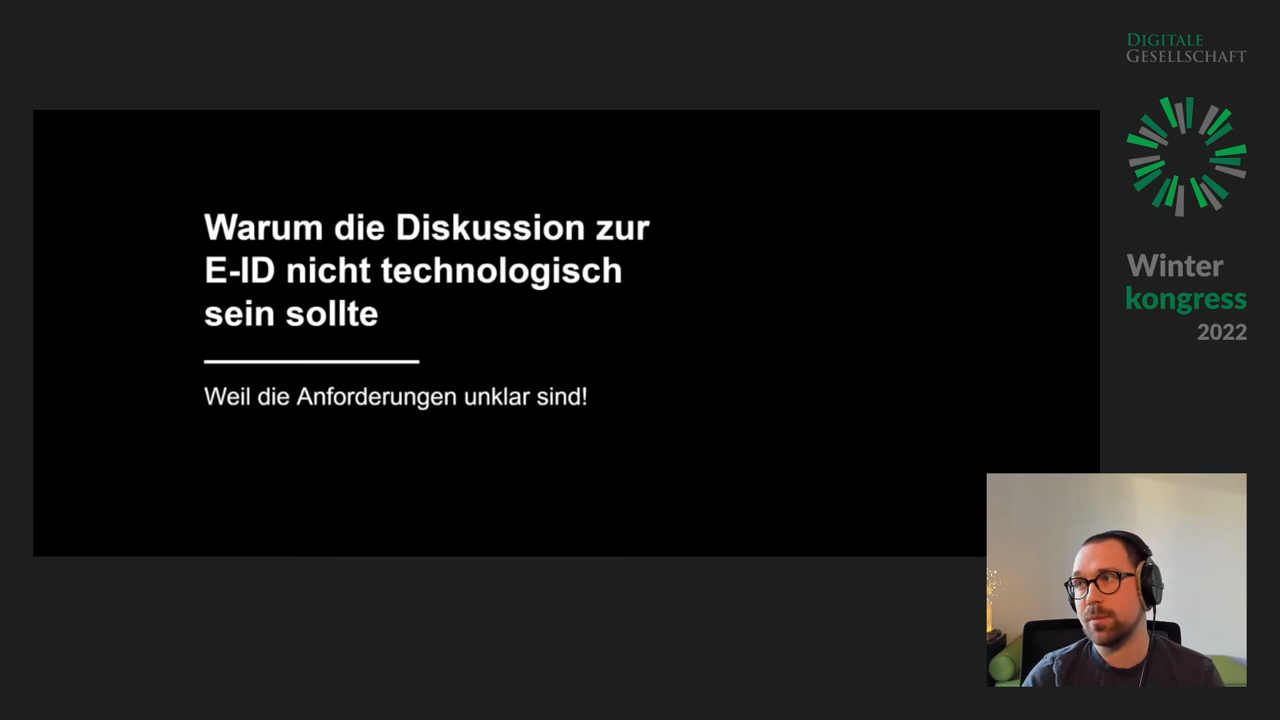 DIGITALE
GESELLSCHAFT
Winter
kongress
2022
Warum die Diskussion zur
E-ID nicht technologisch
sein sollte
Weil die Anforderungen unklar sind!